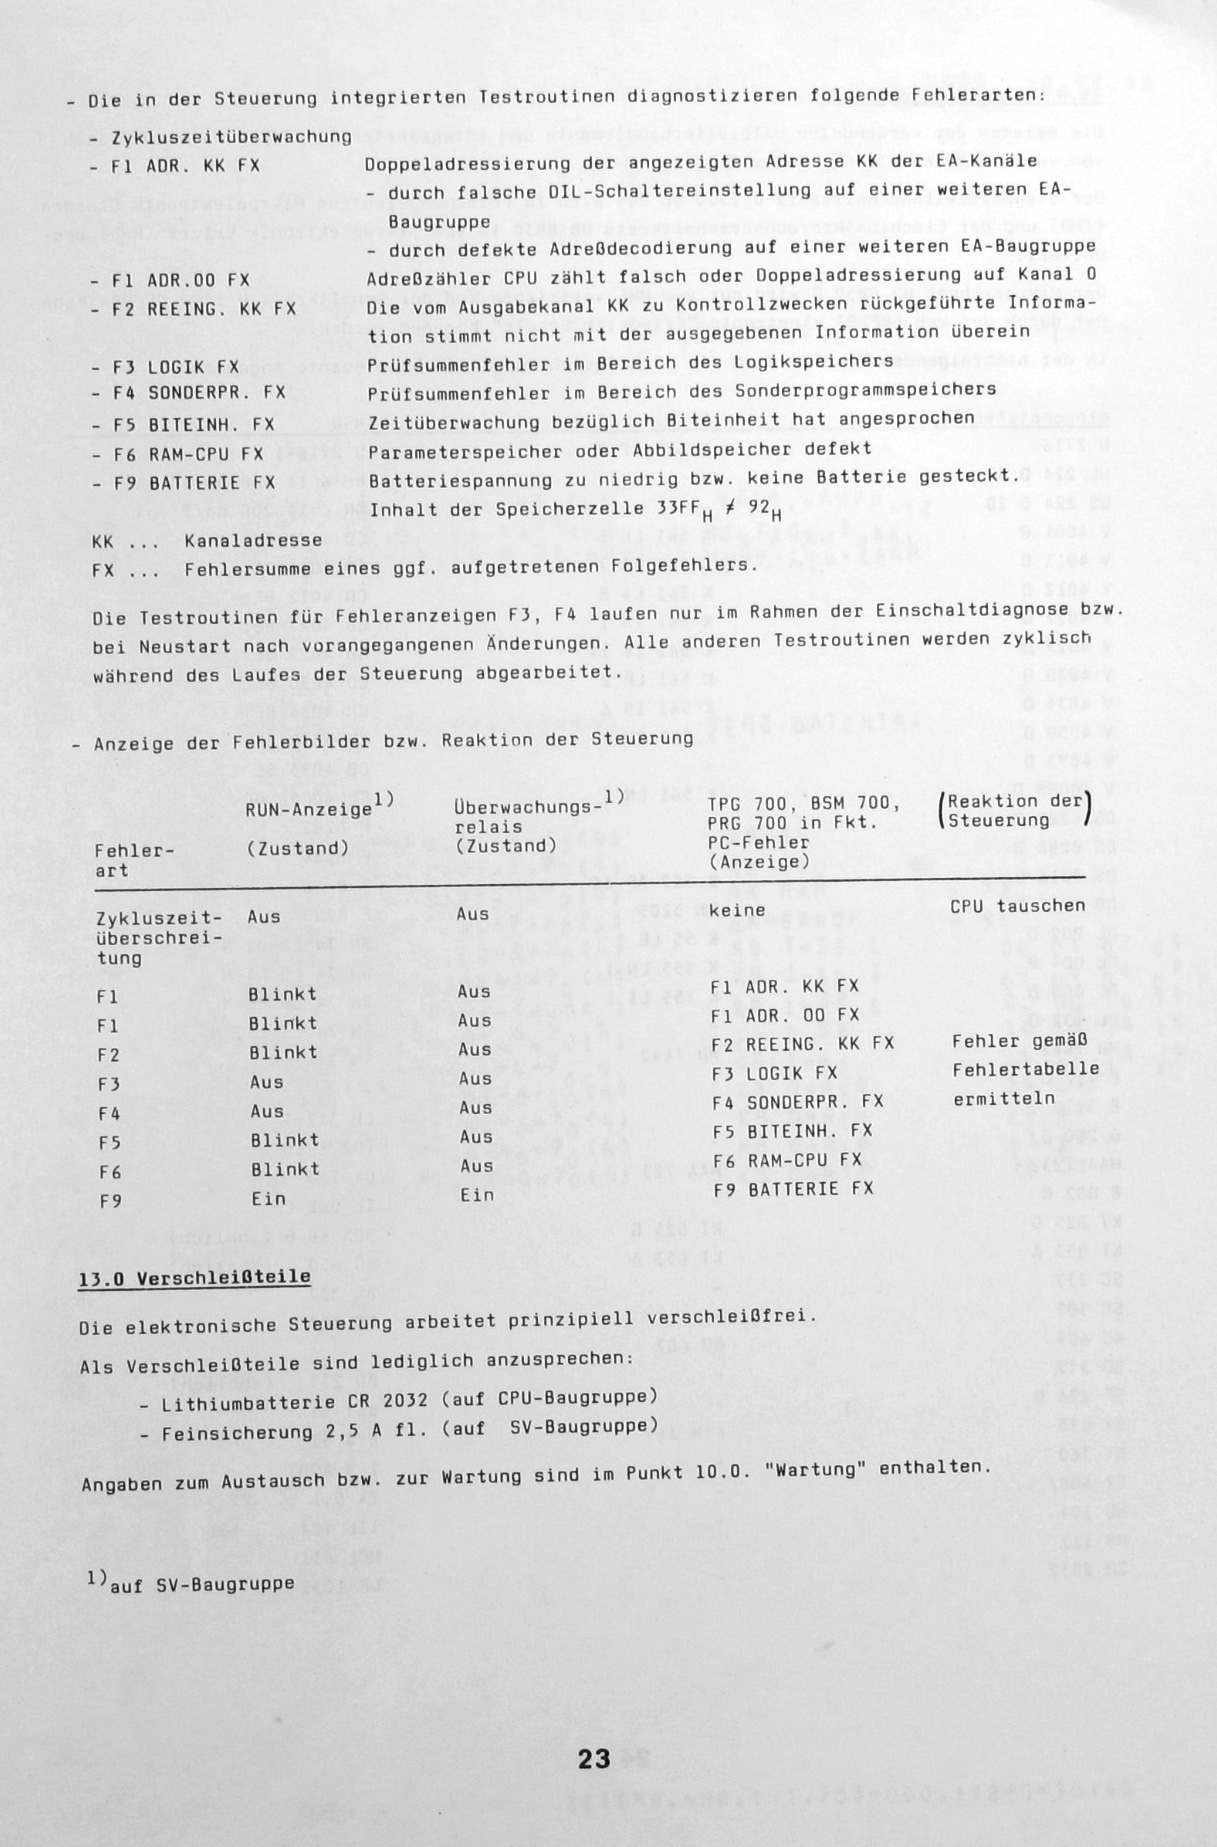 - Die in der Steuerung integrierten Testroutinen diagnostizieren folgende Fehlerarten:
- Zykluszeitüberwachung
- F1 ADR. KK FX Doppeladressierung der angezeigten Adresse KK der EA-Kanäle
- durch falsche DIL-Schaltereinstellung auf einer weiteren EA-
Baugruppe
- durch defekte Adreßdecodierung auf einer weiteren EA-Baugruppe
- F1 ADR.00 FX Adreßzähler CPU zählt falsch oder Doppeladressierung auf Kanal 0
- F2 REEING. KK FX Die vom Ausgabekanal KK zu Kontrollzwecken rückgeführte Informa-
tion stimmt nicht mit der ausgegebenen Information überein
- F3 LOGIK FX Prüfsummenfehler im Bereich des Logikspeichers
- F4 SONDERPR. FX Prüfsummenfehler im Bereich des Sonderprogrammspeichers
- F5 BITEINH. FX Zeitüberwachung bezüglich Biteinheit hat angesprochen
- F6 RAM-CPU FX Parameterspeicher oder Abbildspeicher defekt
- F9 BATTERIE FX Batteriespannung zu niedrig bzw. keine Batterie gesteckt.
Inhalt der Speicherzelle 33FF_H ≠ 92_H
KK ... Kanaladresse
FX ... Fehlersumme eines ggf. aufgetretenen Folgefehlers.
Die Testroutinen für Fehleranzeigen F3, F4 laufen nur im Rahmen der Einschaltdiagnose bzw.
bei Neustart nach vorangegangenen Änderungen. Alle anderen Testroutinen werden zyklisch
während des Laufes der Steuerung abgearbeitet.
- Anzeige der Fehlerbilder bzw. Reaktion der Steuerung
RUN-Anzeige1) Überwachungs-1) TPG 700, BSM 700, (Reaktion der
relais PRG 700 in Fkt. Steuerung)
Fehler- (Zustand) (Zustand) PC-Fehler
art (Anzeige)
Zykluszeit- Aus Aus keine CPU tauschen
überschrei-
tung
F1 Blinkt Aus F1 ADR. KK FX
F1 Blinkt Aus F1 ADR. 00 FX
F2 Blinkt Aus F2 REEING. KK FX Fehler gemäß
F3 Aus Aus F3 LOGIK FX Fehlertabelle
F4 Aus Aus F4 SONDERPR. FX ermitteln
F5 Blinkt Aus F5 BITEINH. FX
F6 Blinkt Aus F6 RAM-CPU FX
F9 Ein Ein F9 BATTERIE FX
13.0 Verschleißteile
Die elektronische Steuerung arbeitet prinzipiell verschleißfrei.
Als Verschleißteile sind lediglich anzusprechen:
- Lithiumbatterie CR 2032 (auf CPU-Baugruppe)
- Feinsicherung 2,5 A fl. (auf SV-Baugruppe)
Angaben zum Austausch bzw. zur Wartung sind im Punkt 10.0. "Wartung" enthalten.
1)auf SV-Baugruppe
23